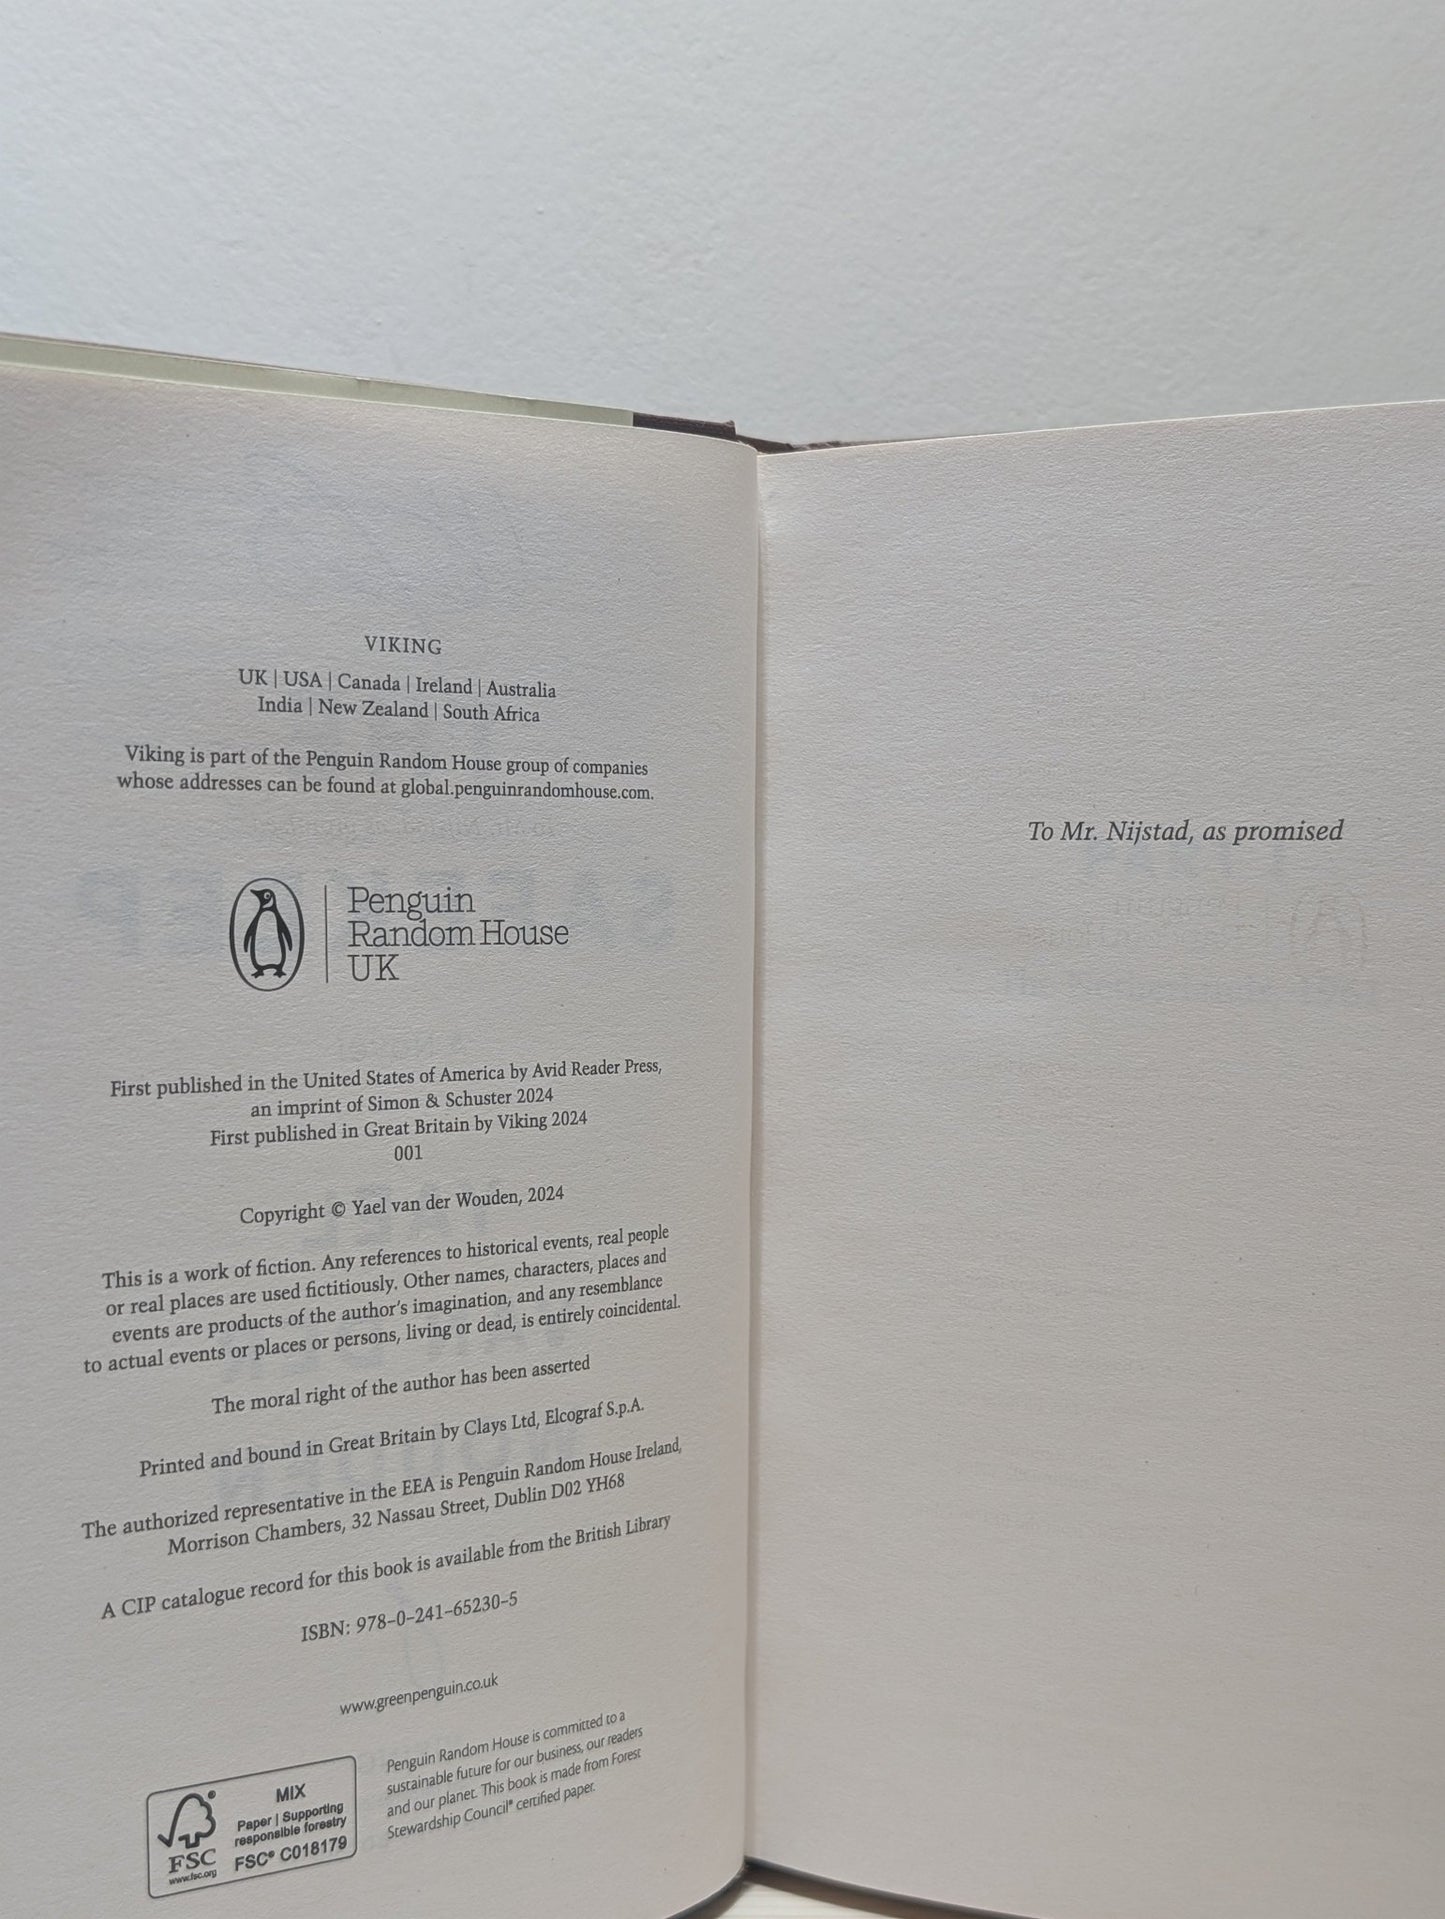 VIKING
UK | USA | Canada | Ireland | Australia
India | New Zealand | South Africa
Viking is part of the Penguin Random House group of companies
whose addresses can be found at global.penguinrandomhouse.com.
Penguin
Random House
UK
First published in the United States of America by Avid Reader Press,
an imprint of Simon & Schuster 2024
First published in Great Britain by Viking 2024
001
Copyright © Yael van der Wouden, 2024
This is a work of fiction. Any references to historical events, real people
or real places are used fictitiously. Other names, characters, places and
events are products of the author's imagination, and any resemblance
to actual events or places or persons, living or dead, is entirely coincidental.
The moral right of the author has been asserted
Printed and bound in Great Britain by Clays Ltd, Elcograf S.p.A.
The authorized representative in the EEA is Penguin Random House Ireland,
Morrison Chambers, 32 Nassau Street, Dublin D02 YH68
A CIP catalogue record for this book is available from the British Library
ISBN: 978-0-241-65230-5
www.greenpenguin.co.uk
FSC
www.fsc.org
MIX
Paper | Supporting
responsible forestry
FSC® C018179
Penguin Random House is committed to a
sustainable future for our business, our readers
and our planet. This book is made from Forest
Stewardship Council® certified paper.
To Mr. Nijstad, as promised